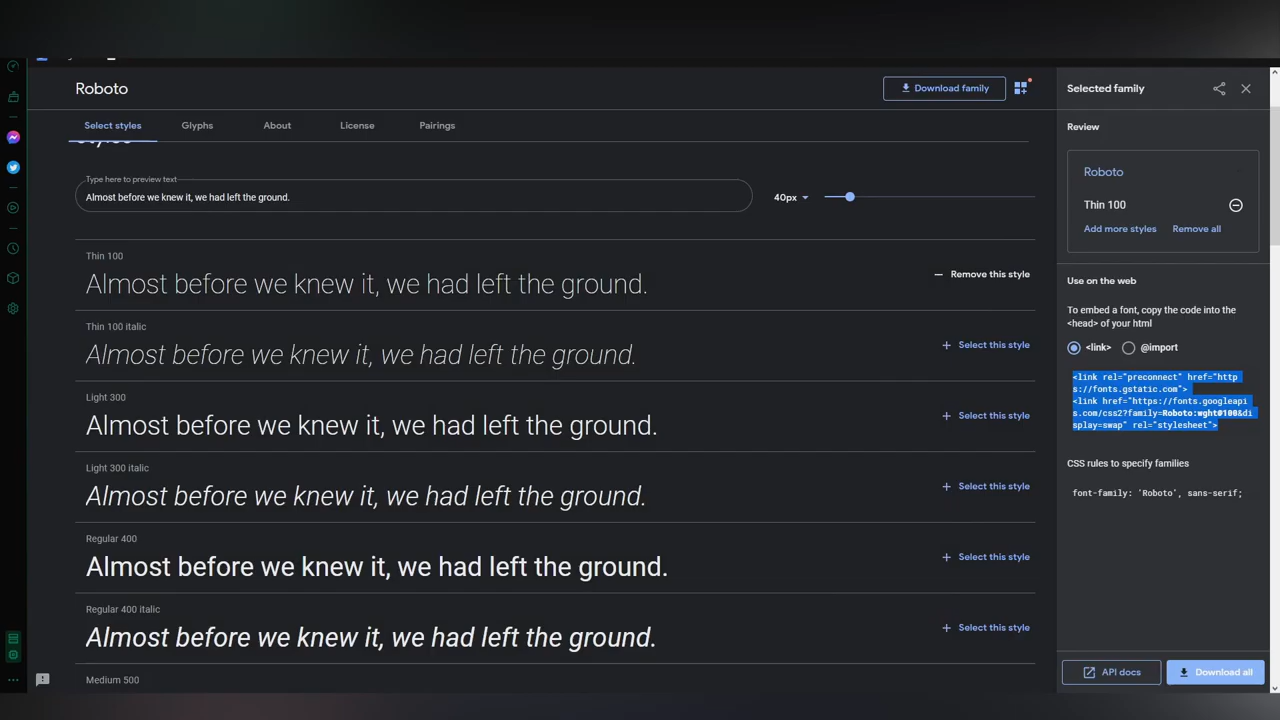 Roboto
Download family
Select styles
Glyphs
About
License
Pairings
Type here to preview text
Almost before we knew it, we had left the ground.
40px
Thin 100
Almost before we knew it, we had left the ground.
Remove this style
Thin 100 italic
Almost before we knew it, we had left the ground.
Select this style
Light 300
Almost before we knew it, we had left the ground.
Select this style
Light 300 italic
Almost before we knew it, we had left the ground.
Select this style
Regular 400
Almost before we knew it, we had left the ground.
Select this style
Regular 400 italic
Almost before we knew it, we had left the ground.
Select this style
Medium 500
Selected family
Review
Roboto
Thin 100
Add more styles
Remove all
Use on the web
To embed a font, copy the code into the
<head> of your html
<link>
@import
<link rel="preconnect" href="http
s://fonts.gstatic.com">
<link href="https://fonts.googleapi
s.com/css2?family=Roboto:wght@100&di
splay=swap" rel="stylesheet">
CSS rules to specify families
font-family: 'Roboto', sans-serif;
API docs
Download all